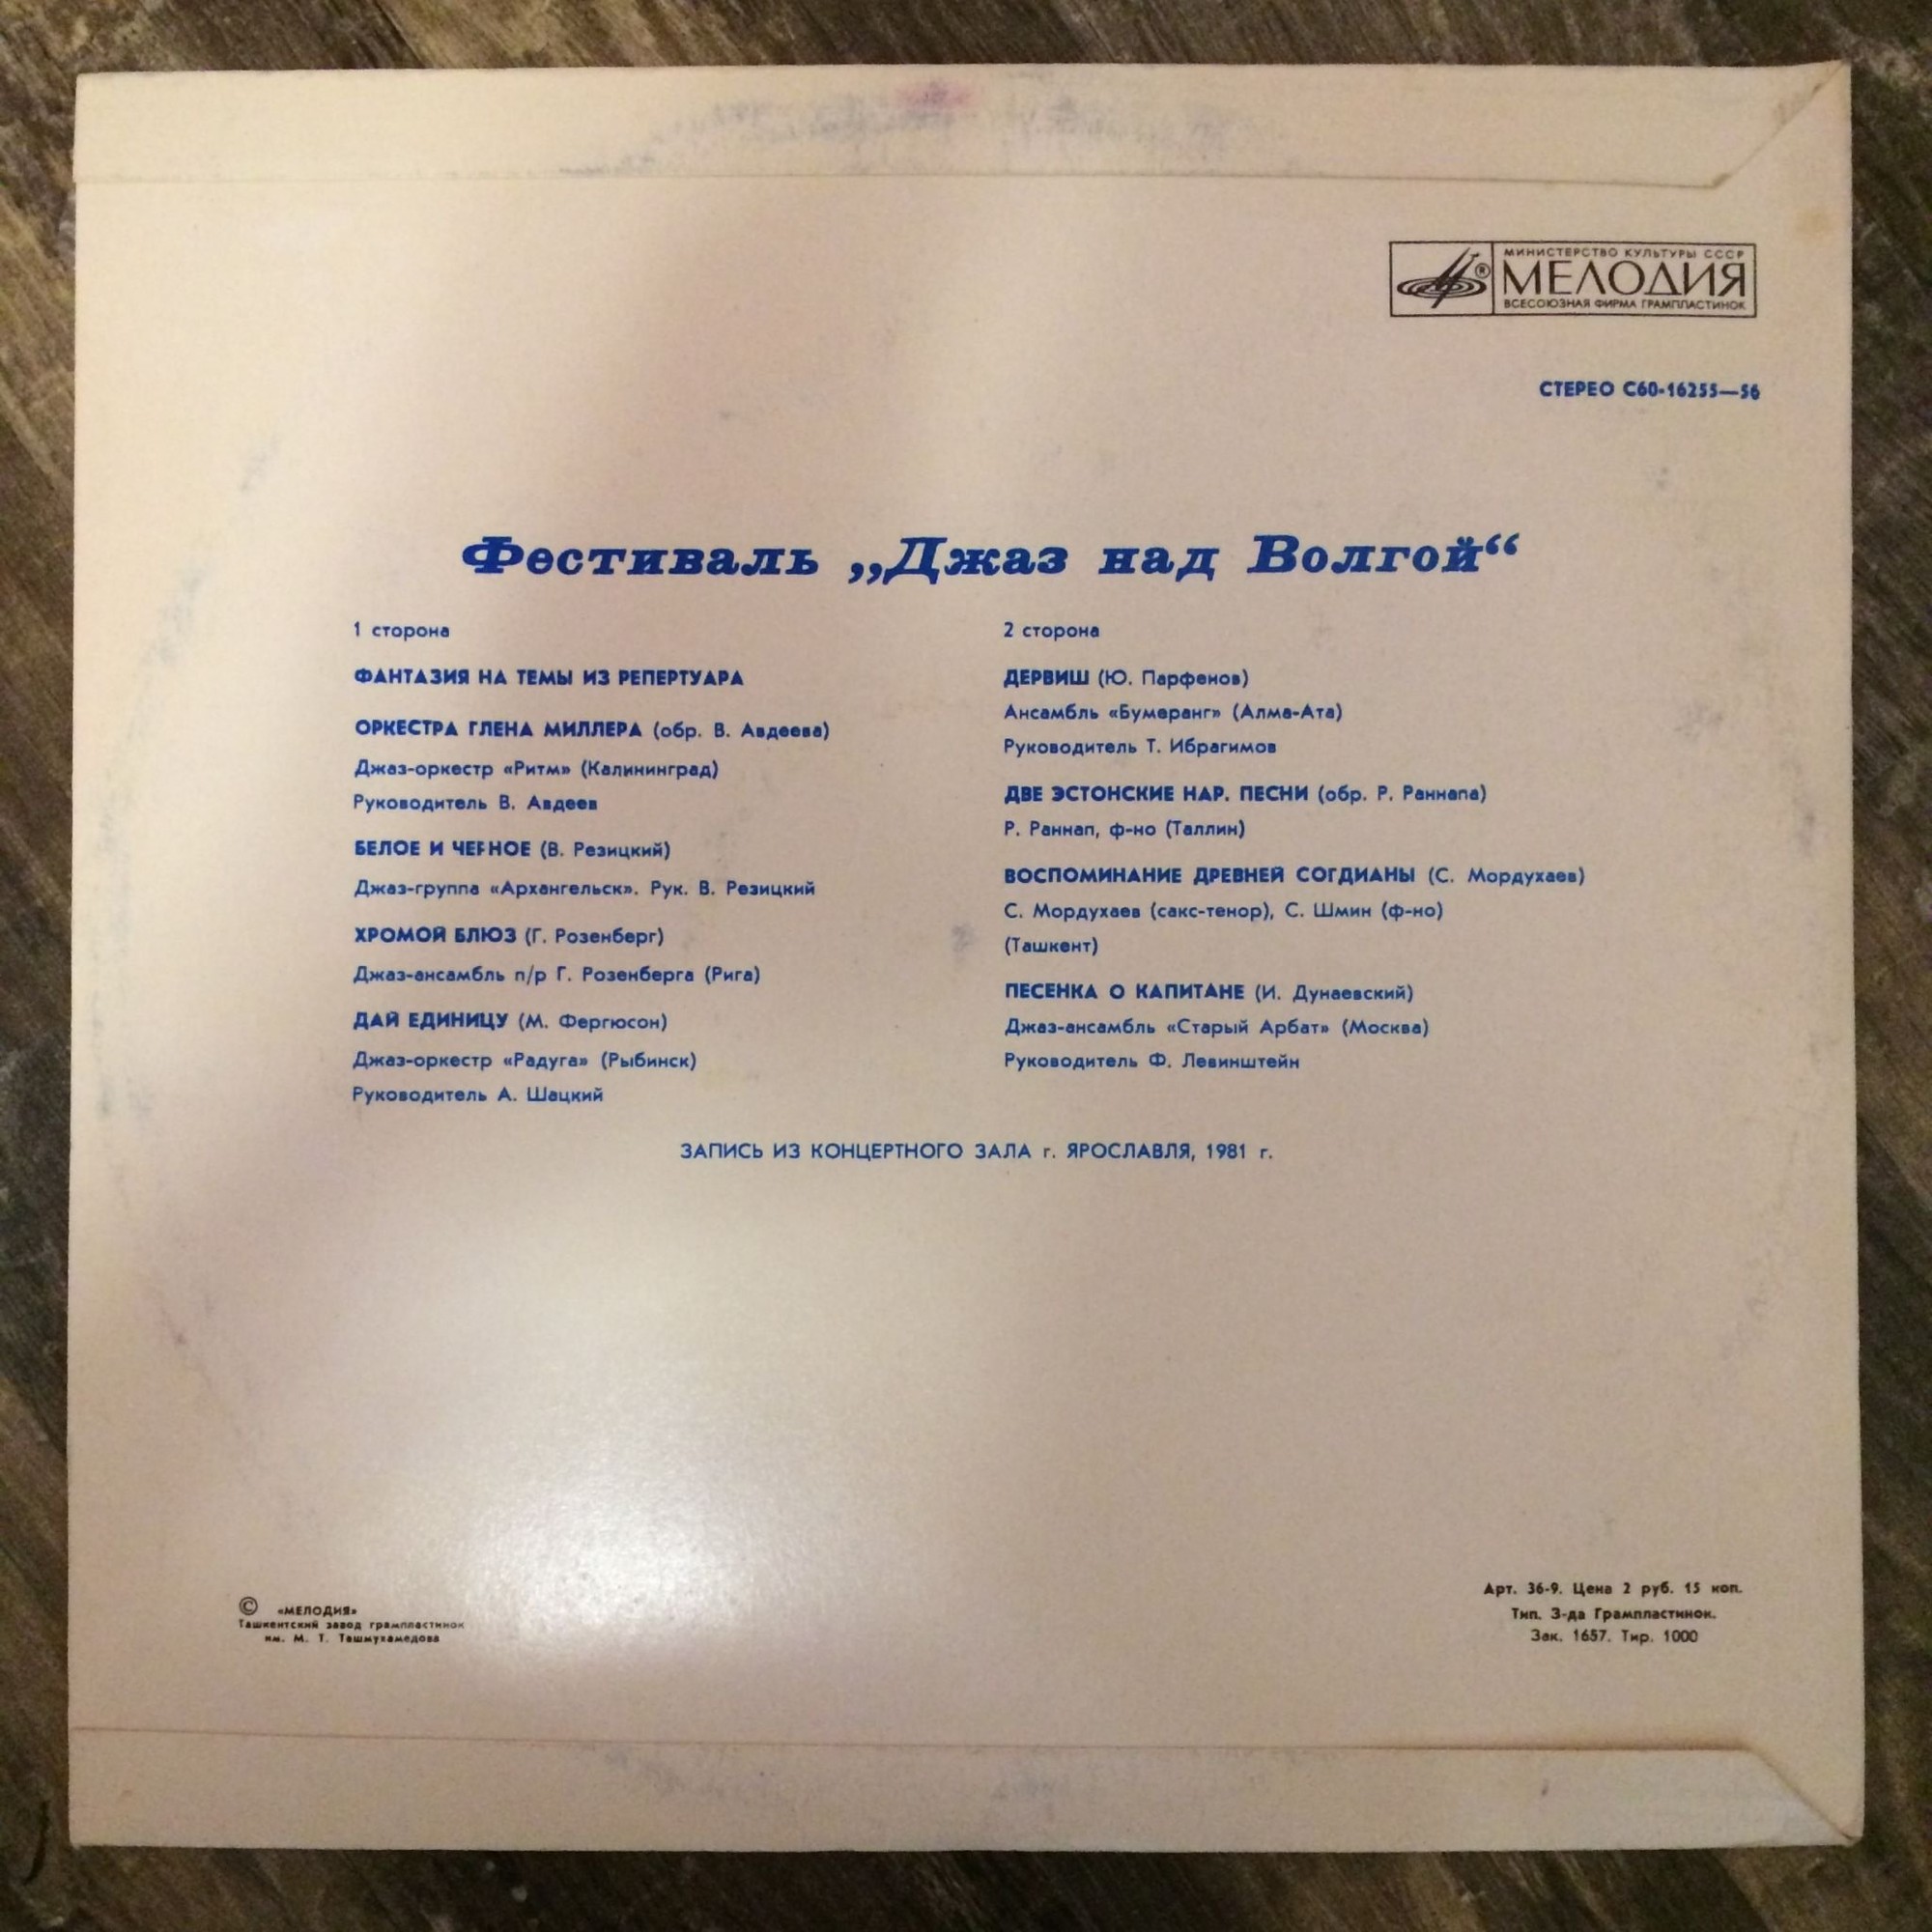 МИНИСТЕРСТВО КУЛЬТУРЫ СССР
МЕЛОДИЯ
ВСЕСОЮЗНАЯ ФИРМА ГРАМПЛАСТИНОК
СТЕРЕО С60-16255—56
Фестиваль „Джаз над Волгой“
1 сторона
ФАНТАЗИЯ НА ТЕМЫ ИЗ РЕПЕРТУАРА
ОРКЕСТРА ГЛЕНА МИЛЛЕРА (обр. В. Авдеева)
Джаз-оркестр «Ритм» (Калининград)
Руководитель В. Авдеев
БЕЛОЕ И ЧЕРНОЕ (В. Резицкий)
Джаз-группа «Архангельск». Рук. В. Резицкий
ХРОМОЙ БЛЮЗ (Г. Розенберг)
Джаз-ансамбль п/р Г. Розенберга (Рига)
ДАЙ ЕДИНИЦУ (М. Фергюсон)
Джаз-оркестр «Радуга» (Рыбинск)
Руководитель А. Шацкий
2 сторона
ДЕРВИШ (Ю. Парфенов)
Ансамбль «Бумеранг» (Алма-Ата)
Руководитель Т. Ибрагимов
ДВЕ ЭСТОНСКИЕ НАР. ПЕСНИ (обр. Р. Раннапа)
Р. Раннап, ф-но (Таллин)
ВОСПОМИНАНИЕ ДРЕВНЕЙ СОГДИАНЫ (С. Мордухаев)
С. Мордухаев (сакс-тенор), С. Шмин (ф-но)
(Ташкент)
ПЕСЕНКА О КАПИТАНЕ (И. Дунаевский)
Джаз-ансамбль «Старый Арбат» (Москва)
Руководитель Ф. Левинштейн
ЗАПИСЬ ИЗ КОНЦЕРТНОГО ЗАЛА г. ЯРОСЛАВЛЯ, 1981 г.
© «МЕЛОДИЯ»
Ташкентский завод грампластинок
им. М. Т. Ташмухамедова
Арт. 36-9. Цена 2 руб. 15 коп.
Тип. З-да Грампластинок.
Зак. 1657. Тир. 1000